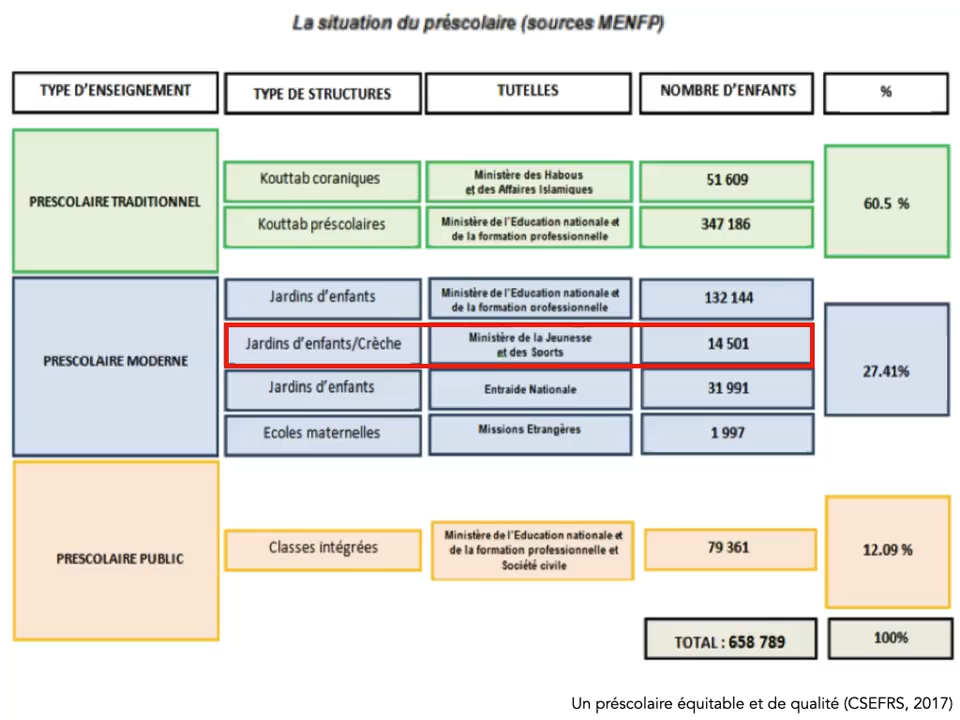 La situation du préscolaire (sources MENFP)
TYPE D'ENSEIGNEMENT
TYPE DE STRUCTURES
TUTELLES
NOMBRE D'ENFANTS
%
PRESCOLAIRE TRADITIONNEL
Kouttab coraniques
Ministère des Habous
et des Affaires Islamiques
51 609
60.5 %
Kouttab préscolaires
Ministère de l'Education nationale et
de la formation professionnelle
347 186
PRESCOLAIRE MODERNE
Jardins d'enfants
Ministère de l'Education nationale et
de la formation professionnelle
132 144
27.41%
Jardins d'enfants/Crèche
Ministère de la Jeunesse
et des Sports
14 501
Jardins d'enfants
Entraide Nationale
31 991
Ecoles maternelles
Missions Etrangères
1 997
PRESCOLAIRE PUBLIC
Classes intégrées
Ministère de l'Education nationale et
de la formation professionnelle et
Société civile
79 361
12.09 %
TOTAL : 658 789
100%
Un préscolaire équitable et de qualité (CSEFRS, 2017)